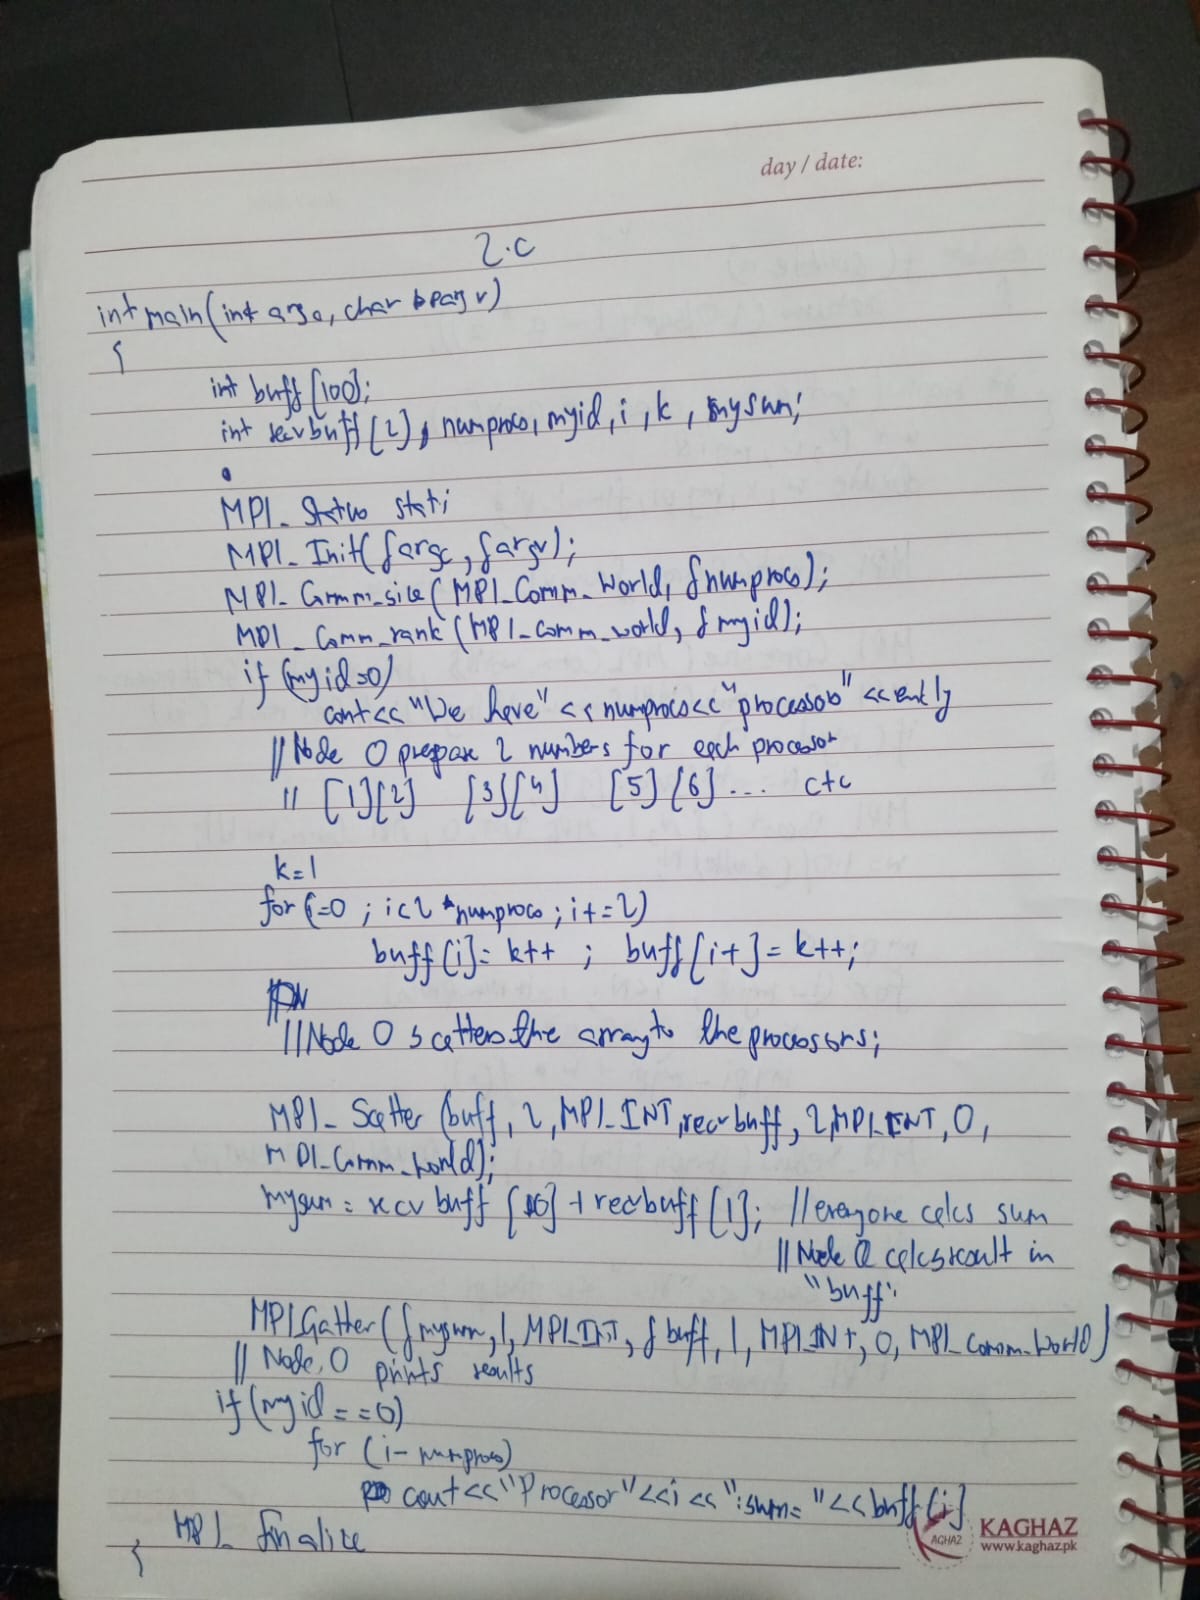 day / date:
2.c
int main(int argc, char **argv)
{
int buff[100];
int recvbuff[2], numprocs, myid, i, k, mysum;
MPI_Status stat;
MPI_Init(&argc, &argv);
MPI_Comm_size(MPI_Comm_World, &numprocs);
MPI_Comm_rank(MPI_Comm_world, &myid);
if (myid==0)
cout<<"We have"<<numprocs<<"processors"<<endl;
//Node 0 prepare 2 numbers for each processor
// [1][2] [3][4] [5][6]... etc
k=1
for(i=0 ; i<2*numprocs ; i+=2)
buff[i]= k++ ; buff[i+]= k++;
//Node 0 scatters the array to the processors;
MPI_Scatter (buff, 2, MPI_INT, recvbuff, 2, MPI_INT, 0,
MPI_Comm_World);
mysum = recvbuff[0] + recvbuff[1]; //everyone calcs sum
//Node 0 calcs result in
"buff".
MPI_Gather(&mysum, 1, MPI_INT, &buff, 1, MPI_INT, 0, MPI_Comm_World)
// Node 0 prints results
if(myid==0)
for (i- numprocs)
cout<<"Processor"<<i<<":sum= "<<buff[i]
MPI_finalize
}
AGHAZ
KAGHAZ
www.kaghaz.pk